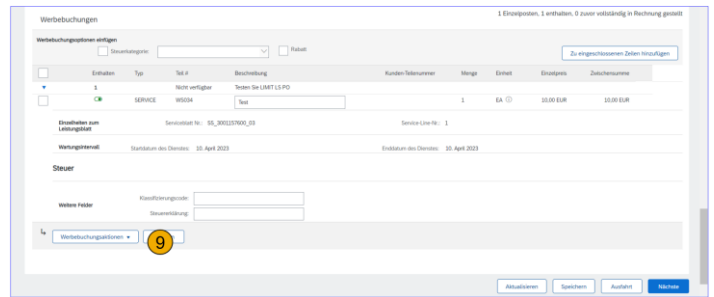 Werbebuchungen
1 Einzelposten, 1 enthalten, 0 zuvor vollständig in Rechnung gestellt
Werbebuchungsoptionen einfügen
Steuerkategorie: Rabatt
Zu eingeschlossenen Zeilen hinzufügen
Enthalten Typ Teil # Beschreibung Kunden-Teilenummer Menge Einheit Einzelpreis Zwischensumme
1 Nicht verfügbar Testen Sie LIMIT LS PO
SERVICE WS034 Test 1 EA 10,00 EUR 10,00 EUR
Einzelheiten zum Leistungsblatt
Serviceblatt Nr.: SS_9001157600_03 Service-Line-Nr.: 1
Wartungsintervall Startdatum des Dienstes: 10. April 2023 Enddatum des Dienstes: 10. April 2023
Steuer
Weitere Felder
Klassifizierungscode:
Steuererklärung:
Werbebuchungsaktionen
9
Aktualisieren Speichern Ausfahrt Nächste